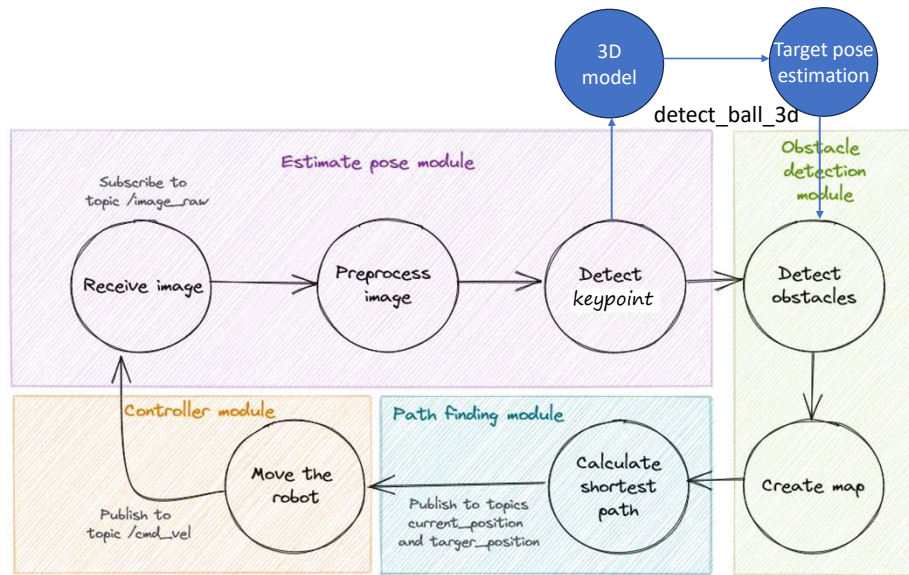 3D
model
Target pose
estimation
detect_ball_3d
Estimate pose module
Obstacle
detection
module
Subscribe to
topic /image_raw
Receive image
Preprocess
image
Detect
keypoint
Detect
obstacles
Controller module
Path finding module
Move the
robot
Calculate
shortest
path
Create map
Publish to
topic /cmd_vel
Publish to topics
current_position
and targer_position